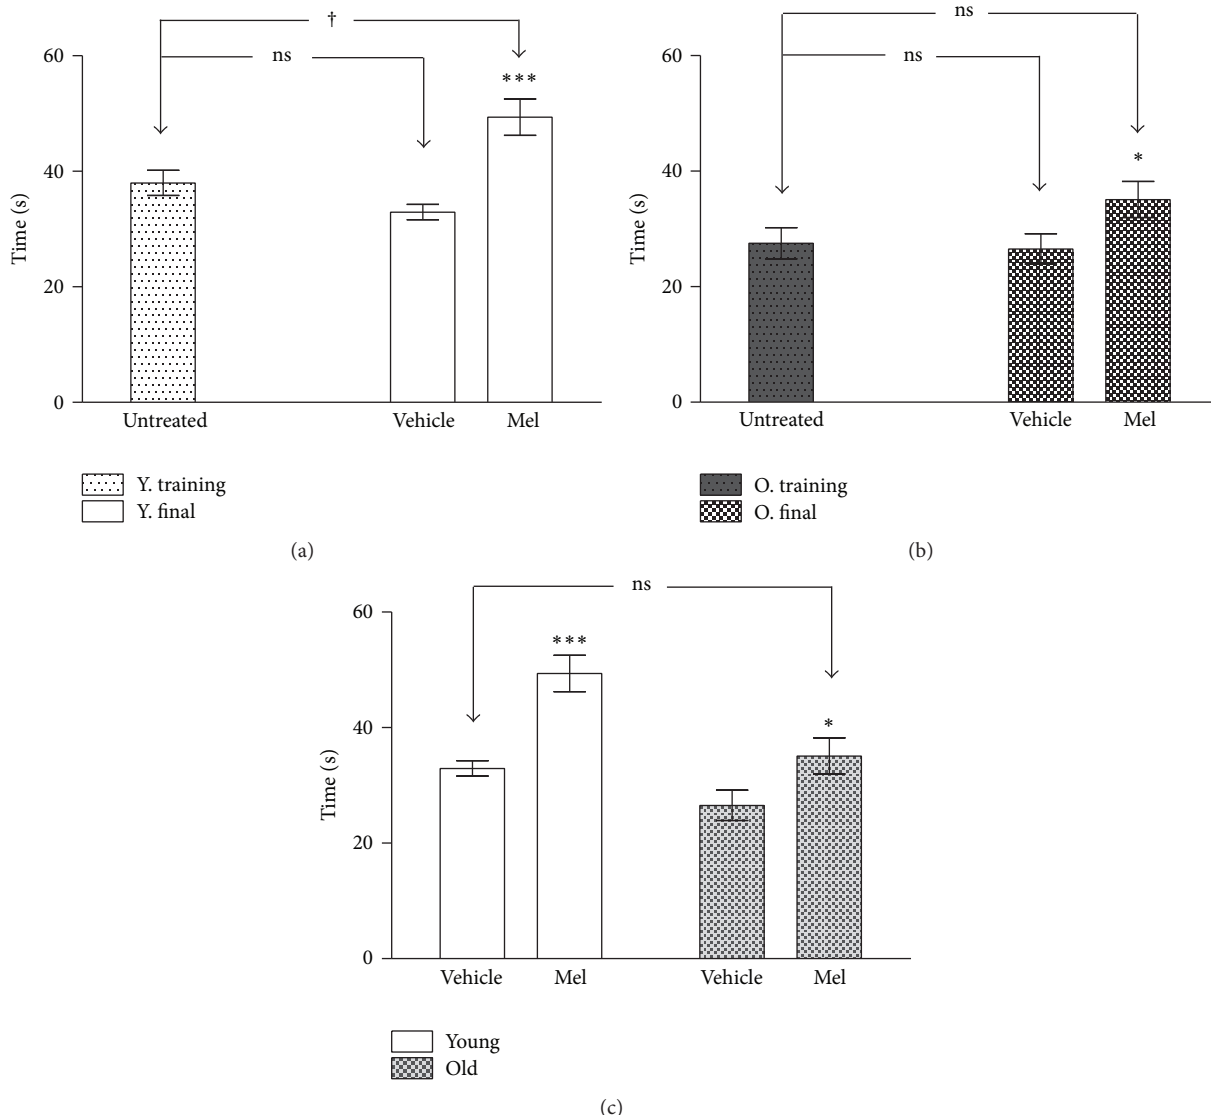 †
ns
60
40
20
0
Time (s)
***
Untreated
Vehicle
Mel
Y. training
Y. final
(a)
ns
ns
60
40
20
0
*
Untreated
Vehicle
Mel
O. training
O. final
(b)
Time (s)
ns
60
40
20
0
Time (s)
***
*
Vehicle
Mel
Vehicle
Mel
Young
Old
(c)